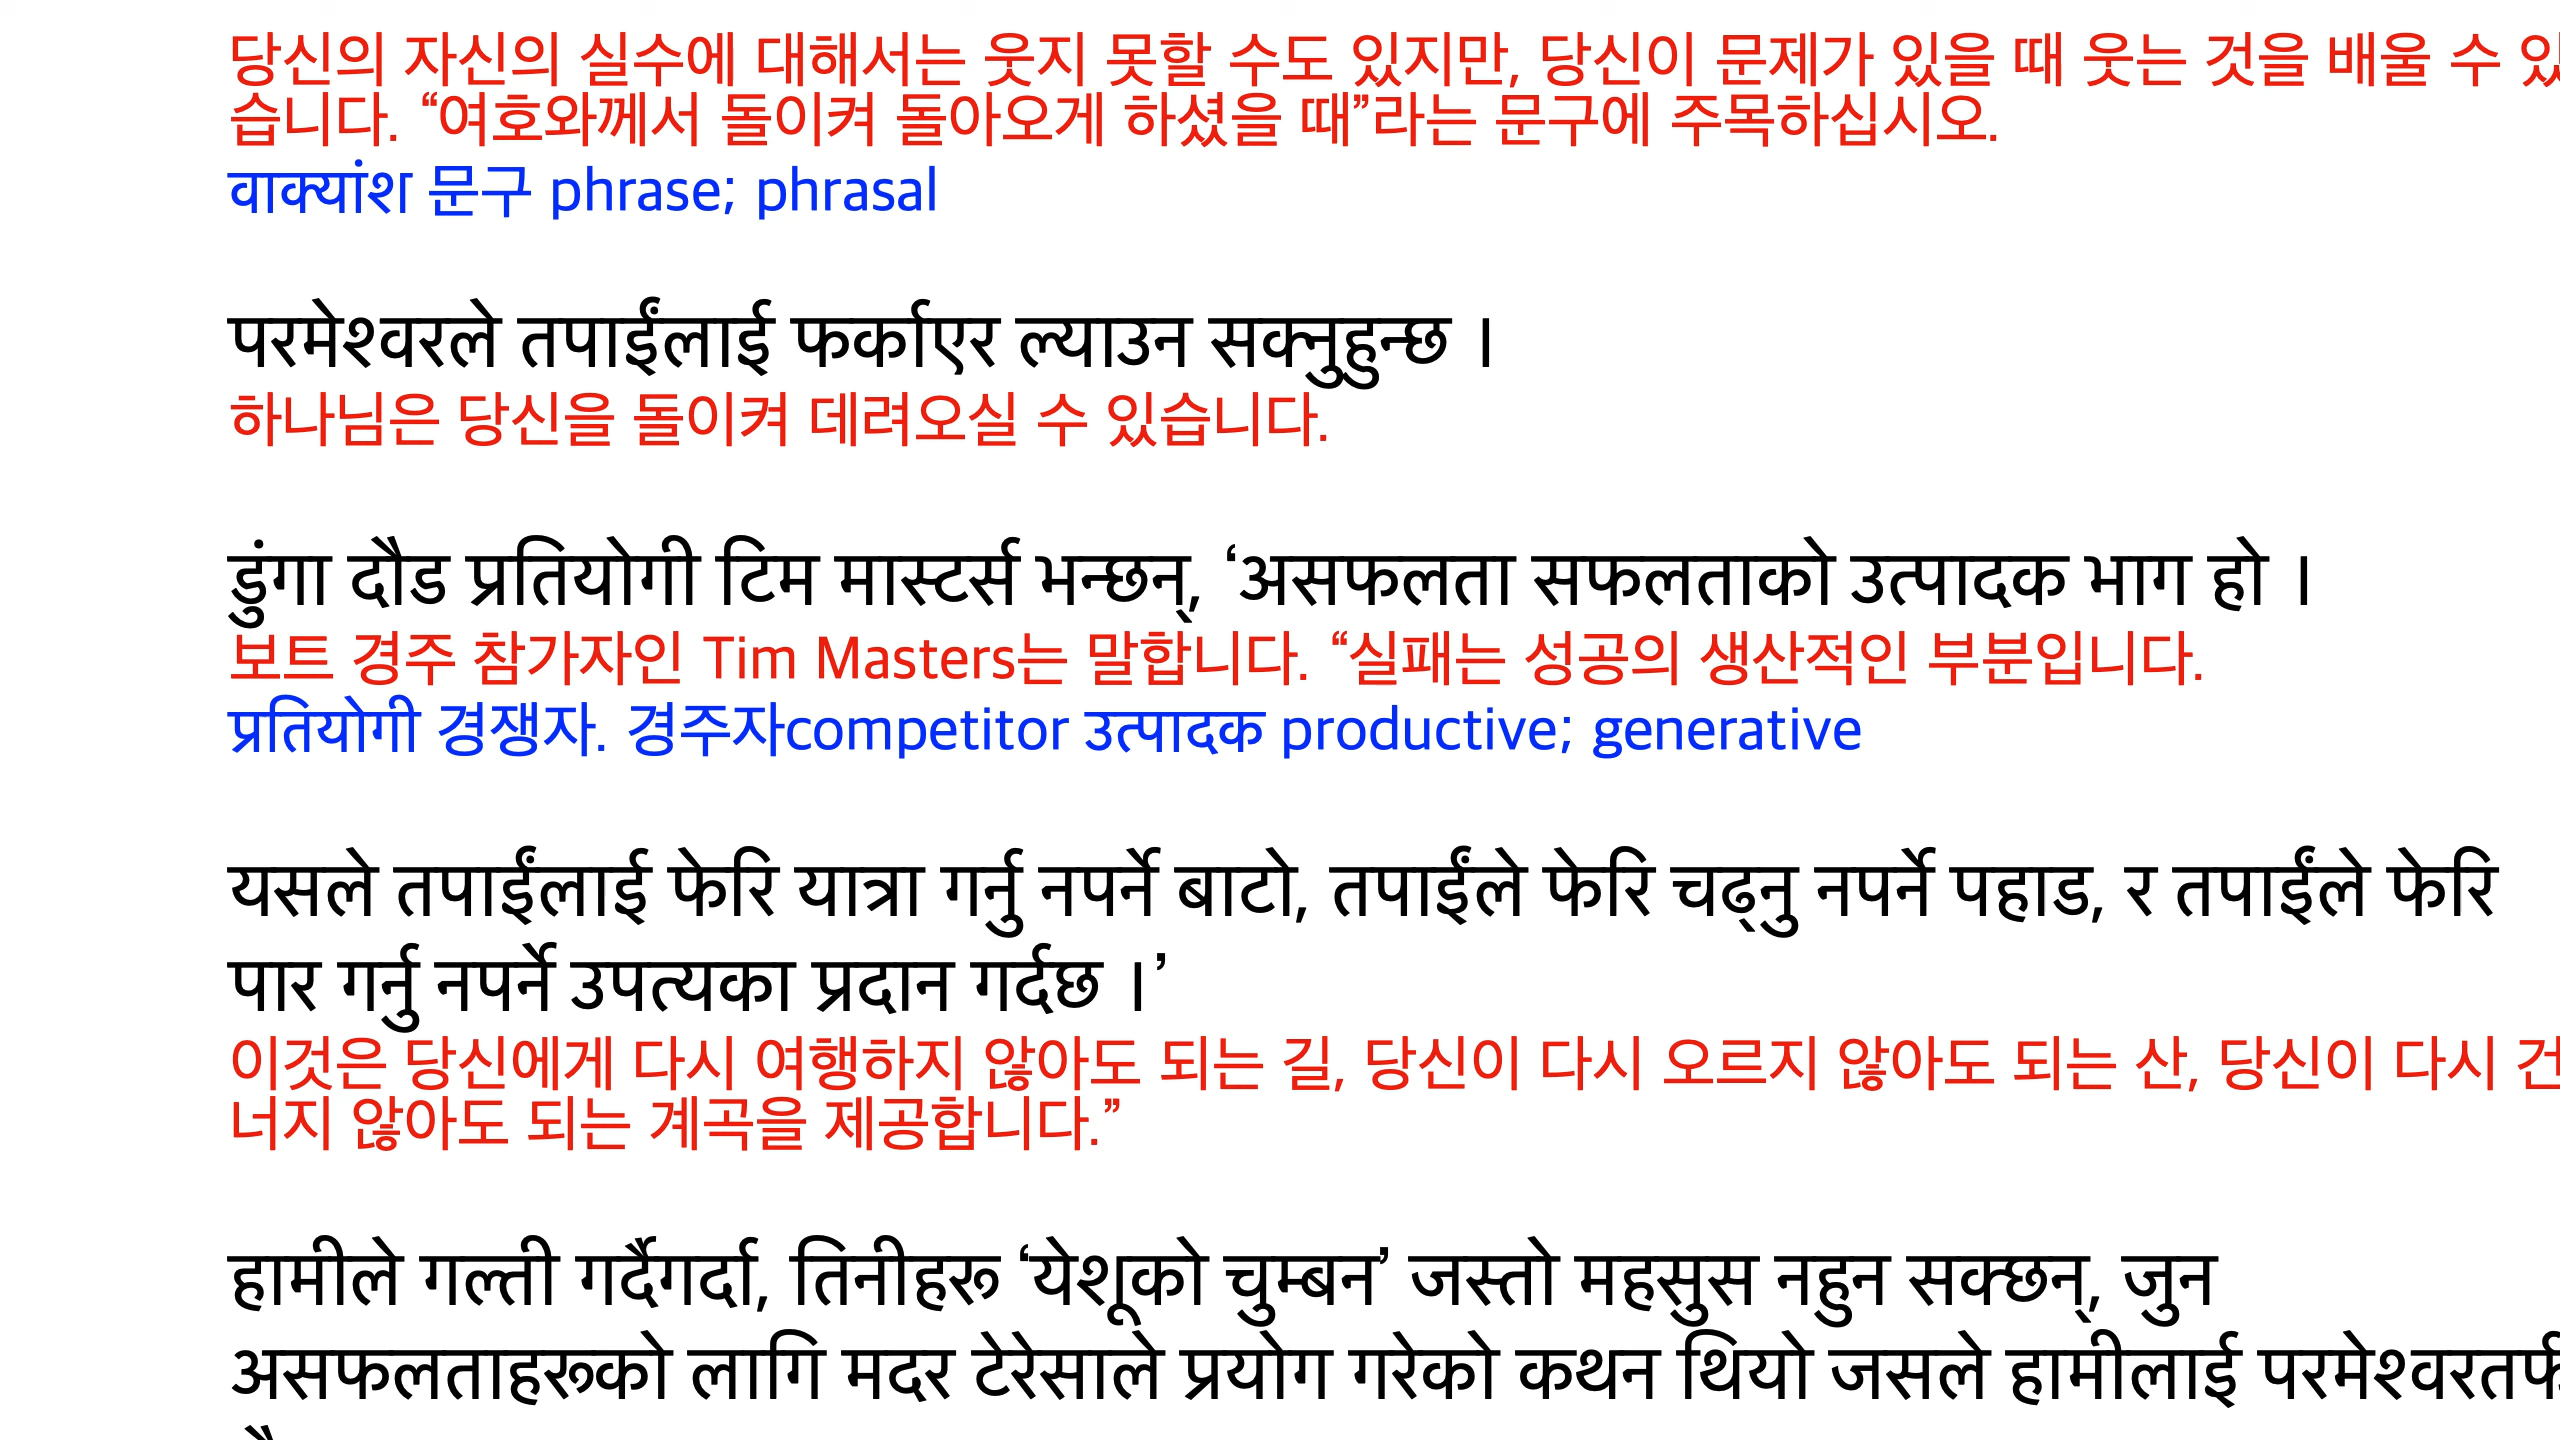 당신의 자신의 실수에 대해서는 웃지 못할 수도 있지만, 당신이 문제가 있을 때 웃는 것을 배울 수 있
습니다. “여호와께서 돌이켜 돌아오게 하셨을 때”라는 문구에 주목하십시오.
वाक्यांश 문구 phrase; phrasal
परमेश्वरले तपाईंलाई फर्काएर ल्याउन सक्नुहुन्छ ।
하나님은 당신을 돌이켜 데려오실 수 있습니다.
डुंगा दौड प्रतियोगी टिम मास्टर्स भन्छन्, ‘असफलता सफलताको उत्पादक भाग हो ।
보트 경주 참가자인 Tim Masters는 말합니다. “실패는 성공의 생산적인 부분입니다.
प्रतियोगी 경쟁자. 경주자competitor उत्पादक productive; generative
यसले तपाईंलाई फेरि यात्रा गर्नु नपर्ने बाटो, तपाईंले फेरि चढ्नु नपर्ने पहाड, र तपाईंले फेरि
पार गर्नु नपर्ने उपत्यका प्रदान गर्दछ ।’
이것은 당신에게 다시 여행하지 않아도 되는 길, 당신이 다시 오르지 않아도 되는 산, 당신이 다시 건
너지 않아도 되는 계곡을 제공합니다.”
हामीले गल्ती गर्दैगर्दा, तिनीहरू ‘येशूको चुम्बन’ जस्तो महसुस नहुन सक्छन्, जुन
असफलताहरूको लागि मदर टेरेसाले प्रयोग गरेको कथन थियो जसले हामीलाई परमेश्वरतर्फ